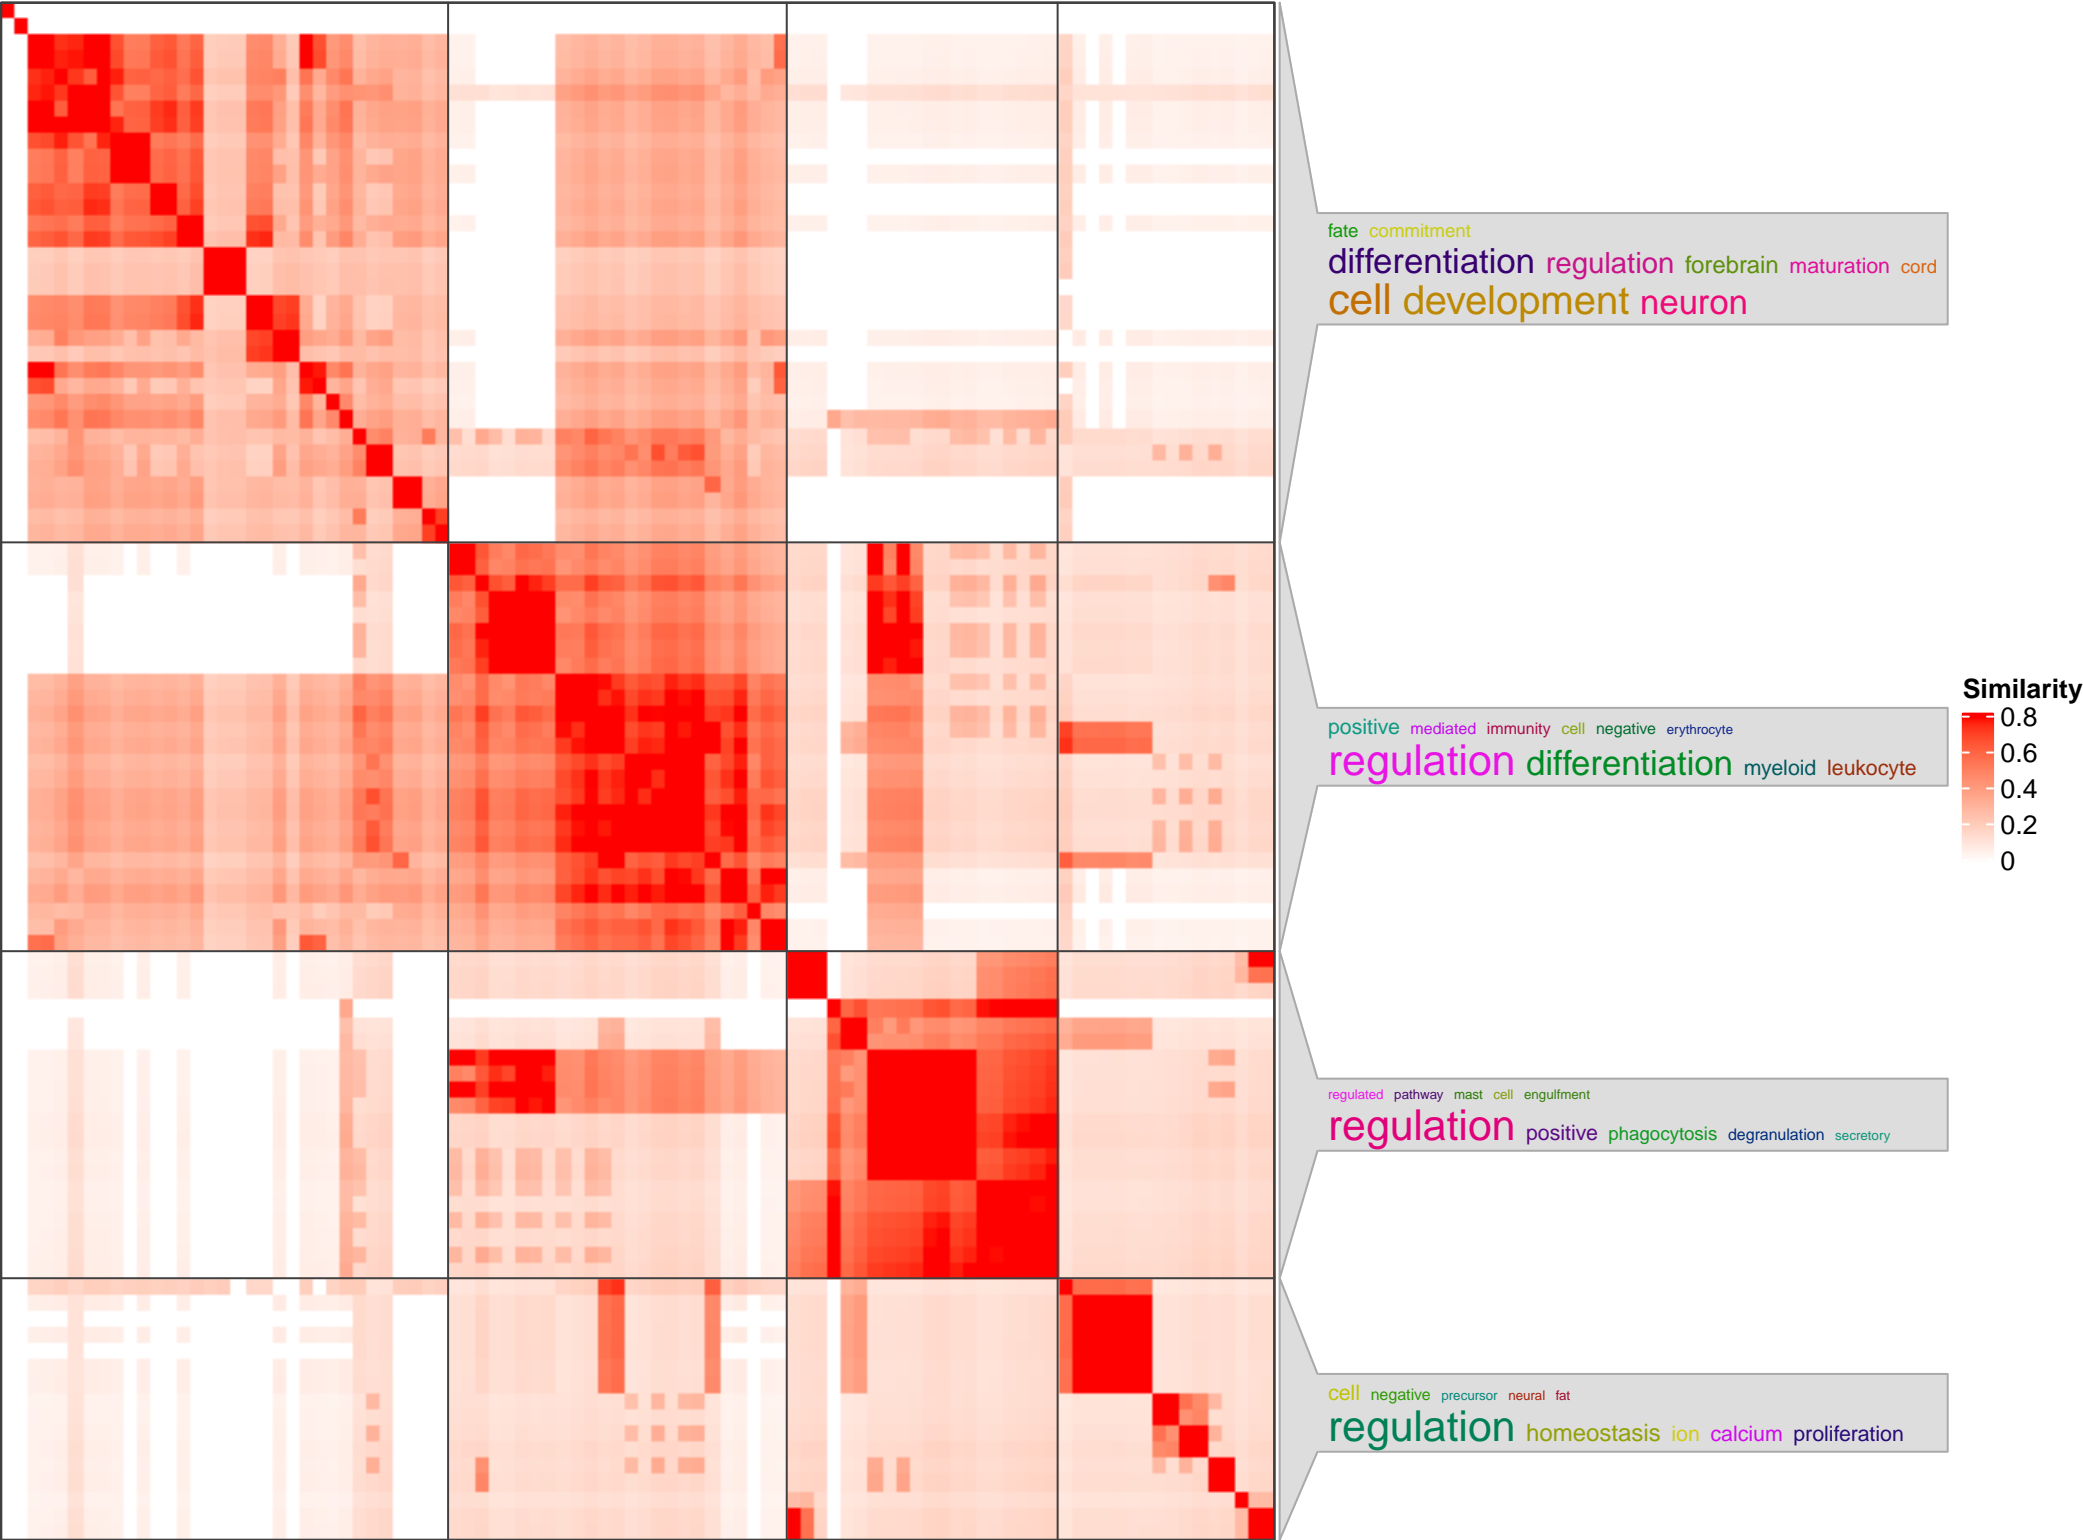 fate commitment
differentiation regulation forebrain maturation cord
cell development neuron
positive mediated immunity cell negative erythrocyte
regulation differentiation myeloid leukocyte
regulated pathway mast cell engulfment
regulation positive phagocytosis degranulation secretory
cell negative precursor neural fat
regulation homeostasis ion calcium proliferation
Similarity
0.8
0.6
0.4
0.2
0